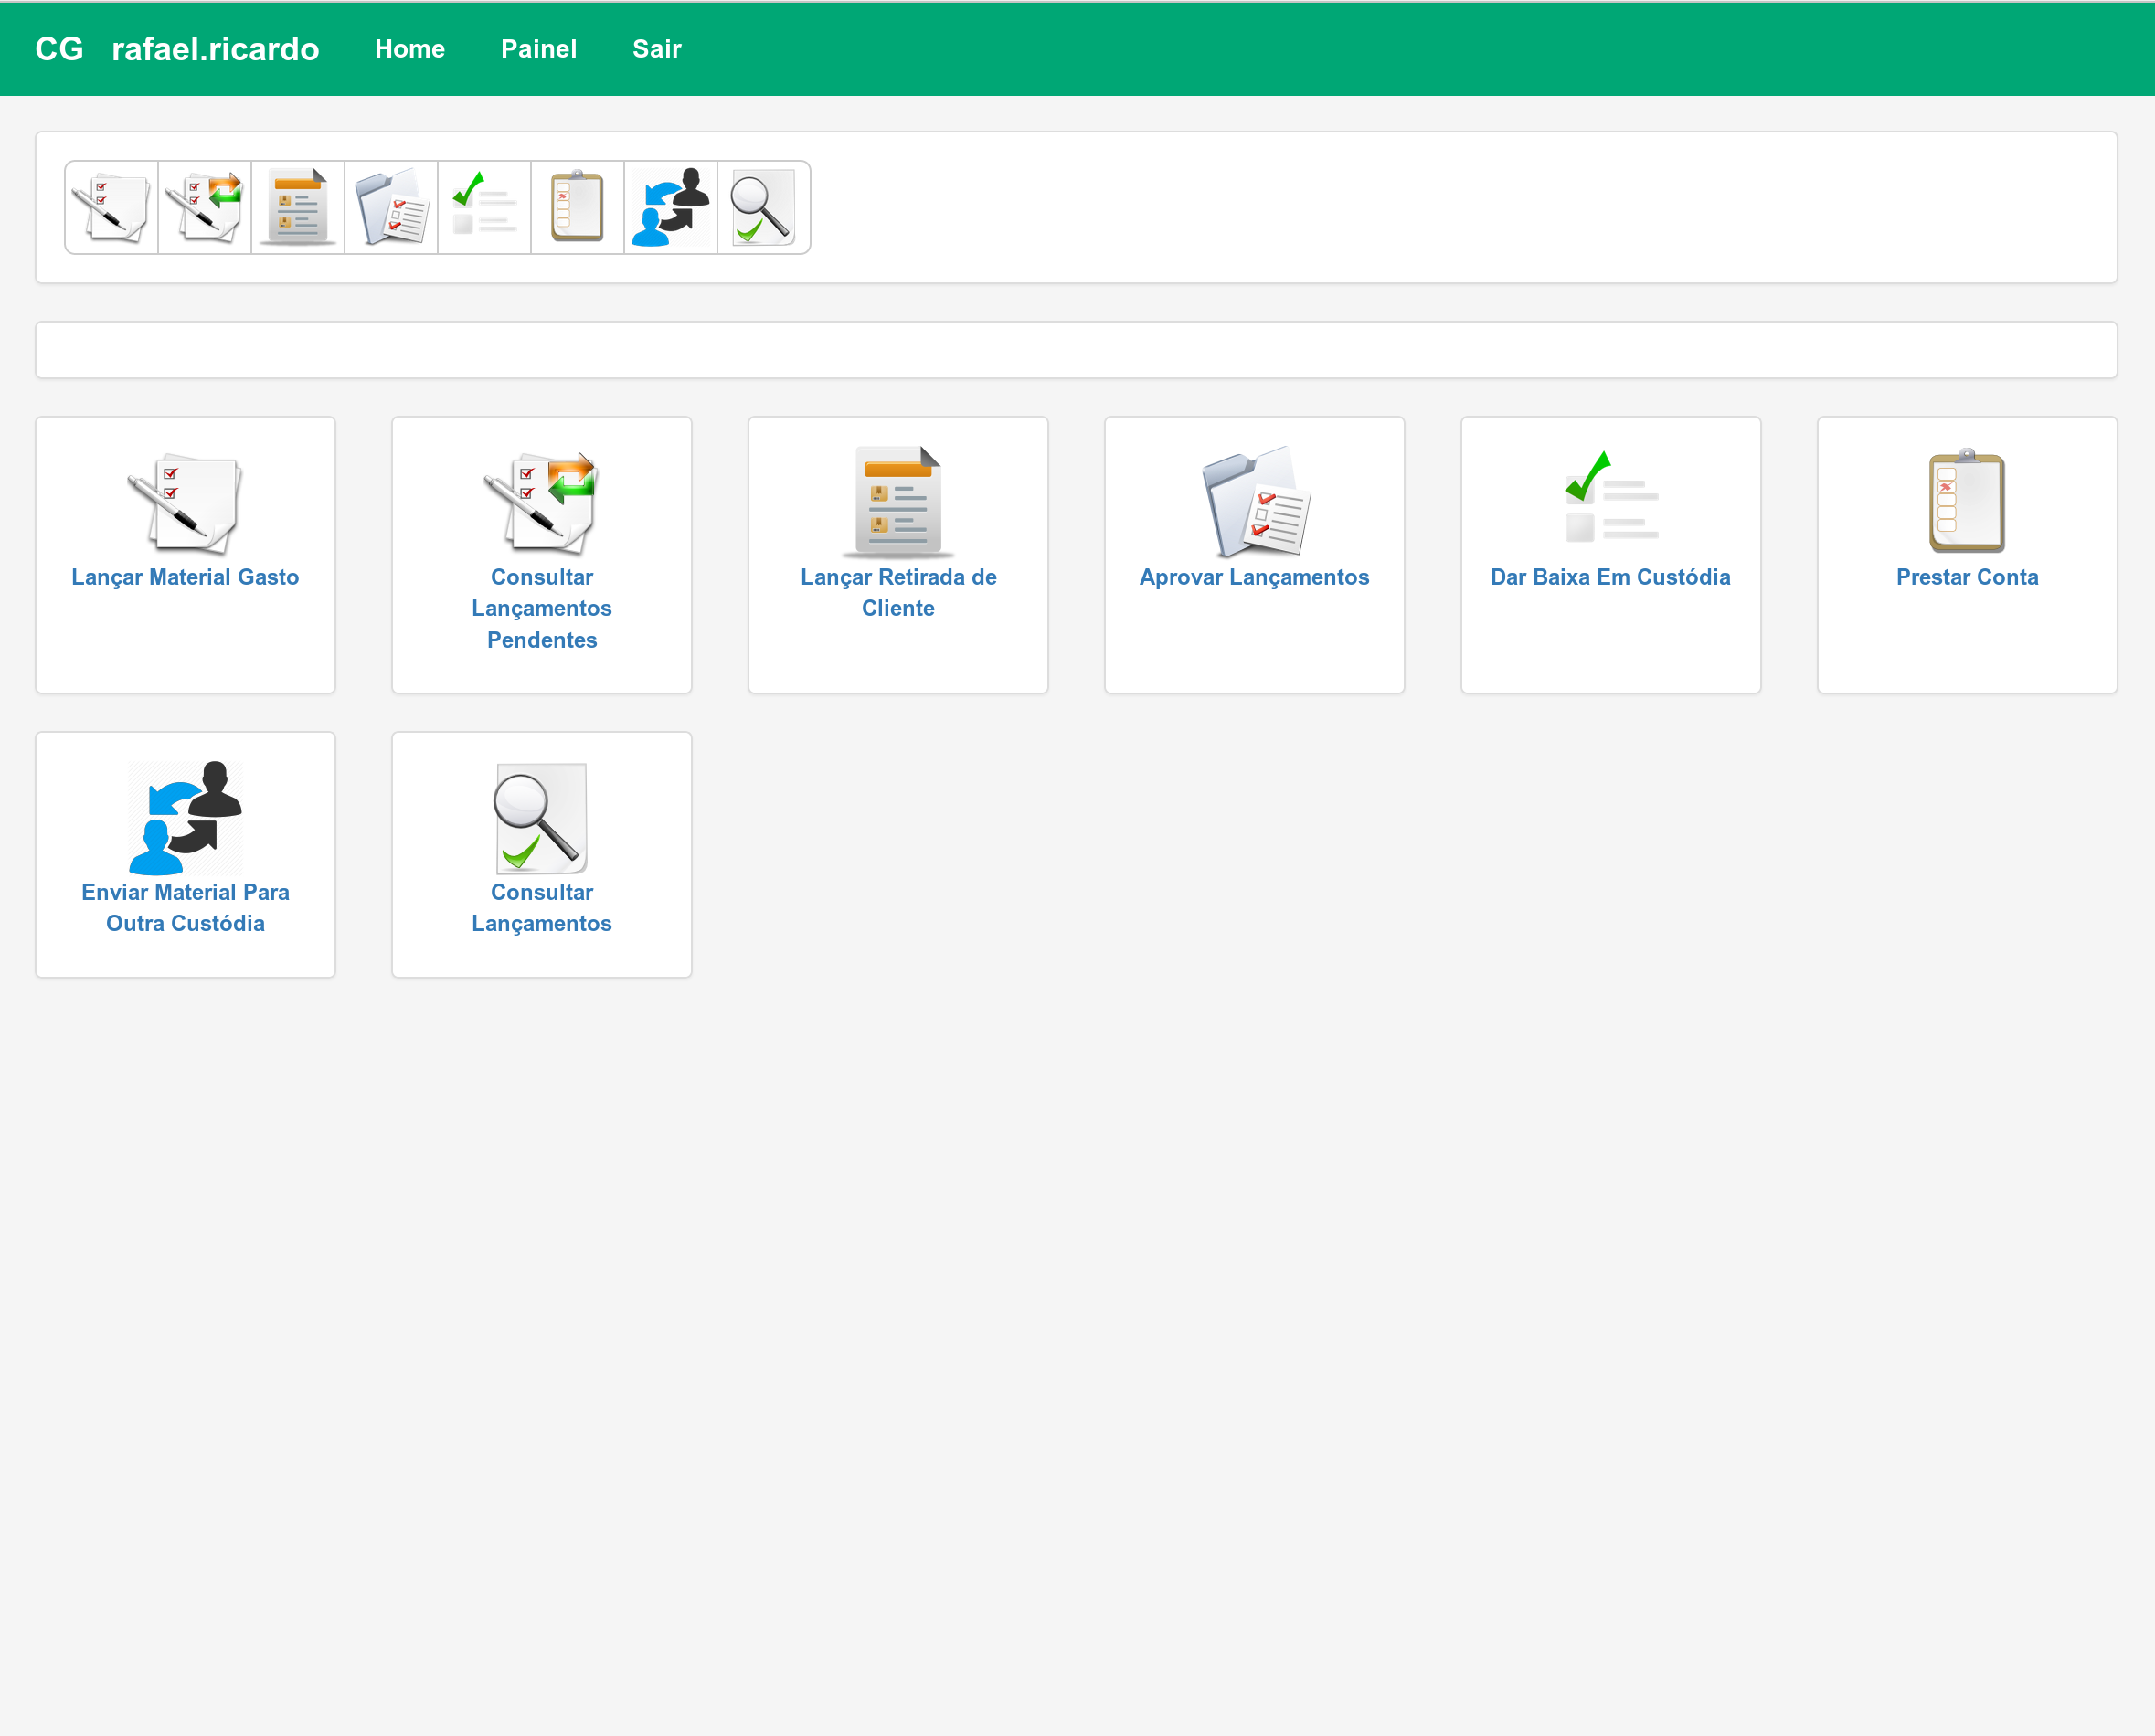 CG rafael.ricardo Home Painel Sair
Lançar Material Gasto
Consultar
Lançamentos
Pendentes
Lançar Retirada de
Cliente
Aprovar Lançamentos
Dar Baixa Em Custódia
Prestar Conta
Enviar Material Para
Outra Custódia
Consultar
Lançamentos